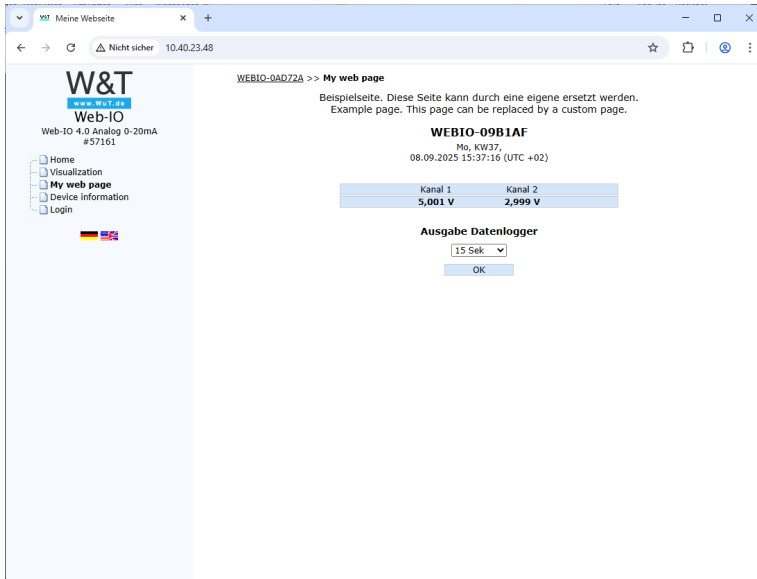 Meine Webseite
Nicht sicher 10.40.23.48
W&T
www.WuT.de
Web-IO
Web-IO 4.0 Analog 0-20mA
#57161
Home
Visualization
My web page
Device information
Login
WEBIO-0AD72A >> My web page
Beispielseite. Diese Seite kann durch eine eigene ersetzt werden.
Example page. This page can be replaced by a custom page.
WEBIO-09B1AF
Mo, KW37,
08.09.2025 15:37:16 (UTC +02)
Kanal 1 Kanal 2
5,001 V 2,999 V
Ausgabe Datenlogger
15 Sek
OK